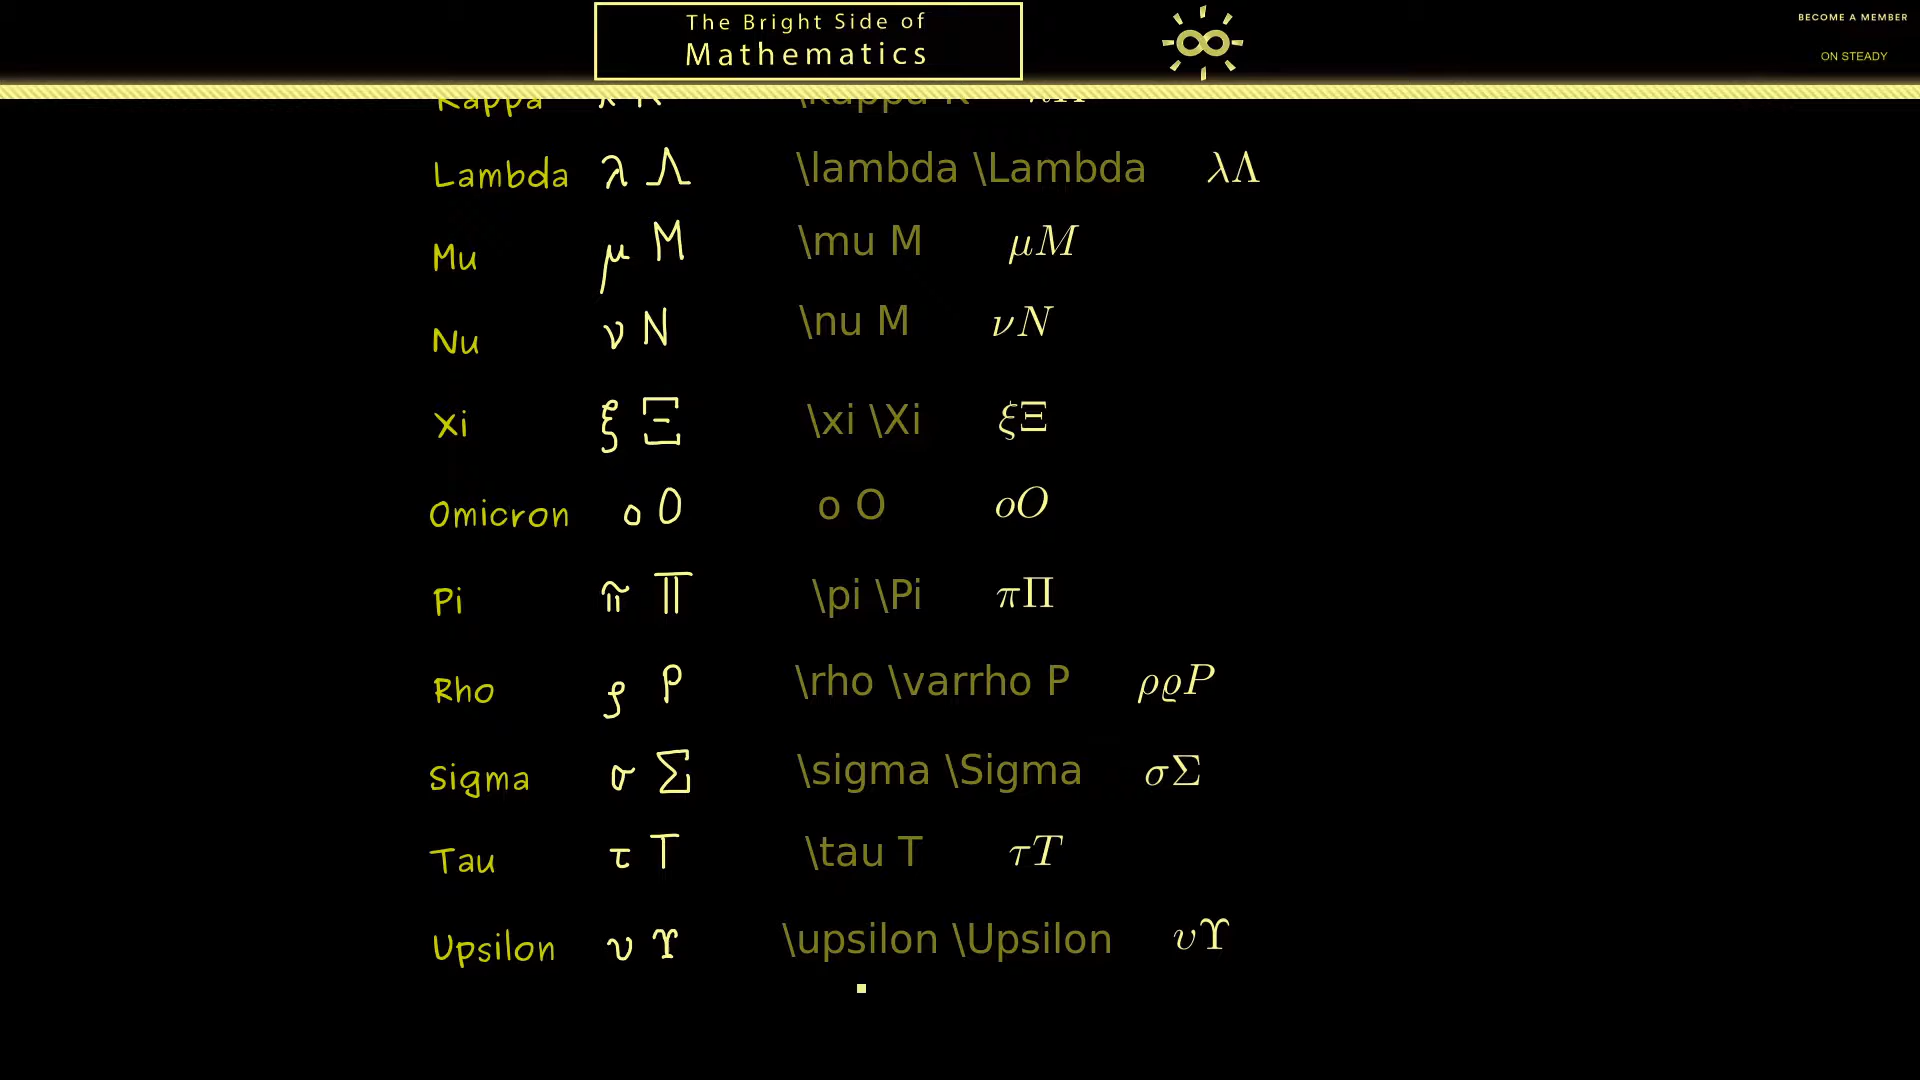 The Bright Side of
Mathematics
BECOME A MEMBER
ON STEADY
Kappa \kappa K
Lambda λ Λ \lambda \Lambda λΛ
Mu μ M \mu M μM
Nu ν N \nu M νN
Xi ξ Ξ \xi \Xi ξΞ
Omicron o O o O oO
Pi π Π \pi \Pi πΠ
Rho ϱ P \rho \varrho P ρϱP
Sigma σ Σ \sigma \Sigma σΣ
Tau τ T \tau T τT
Upsilon υ ϒ \upsilon \Upsilon υϒ